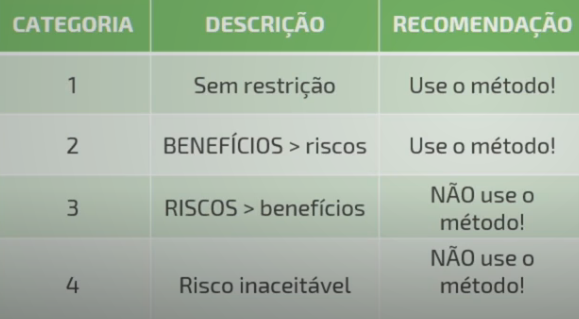 CATEGORIA DESCRIÇÃO RECOMENDAÇÃO
1 Sem restrição Use o método!
2 BENEFÍCIOS > riscos Use o método!
3 RISCOS > benefícios NÃO use o
método!
4 Risco inaceitável NÃO use o
método!